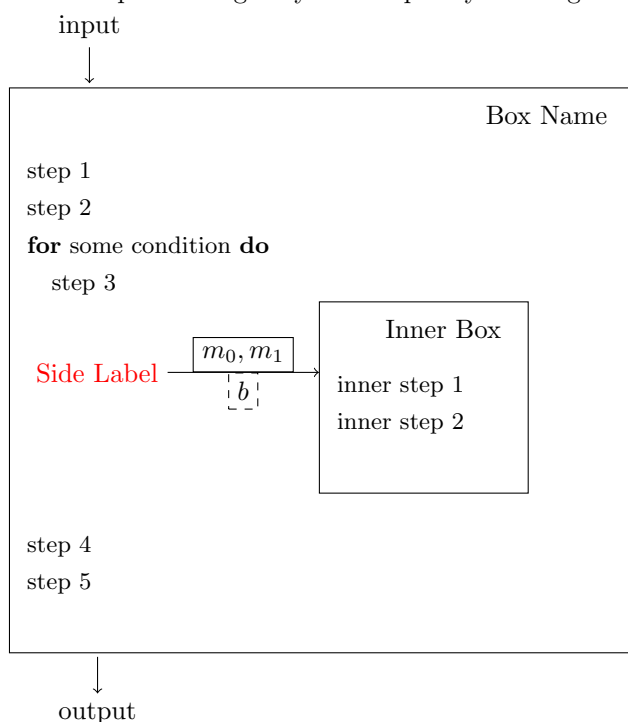 input
Box Name
step 1
step 2
for some condition do
step 3
Inner Box
m_0, m_1
Side Label
b
inner step 1
inner step 2
step 4
step 5
output